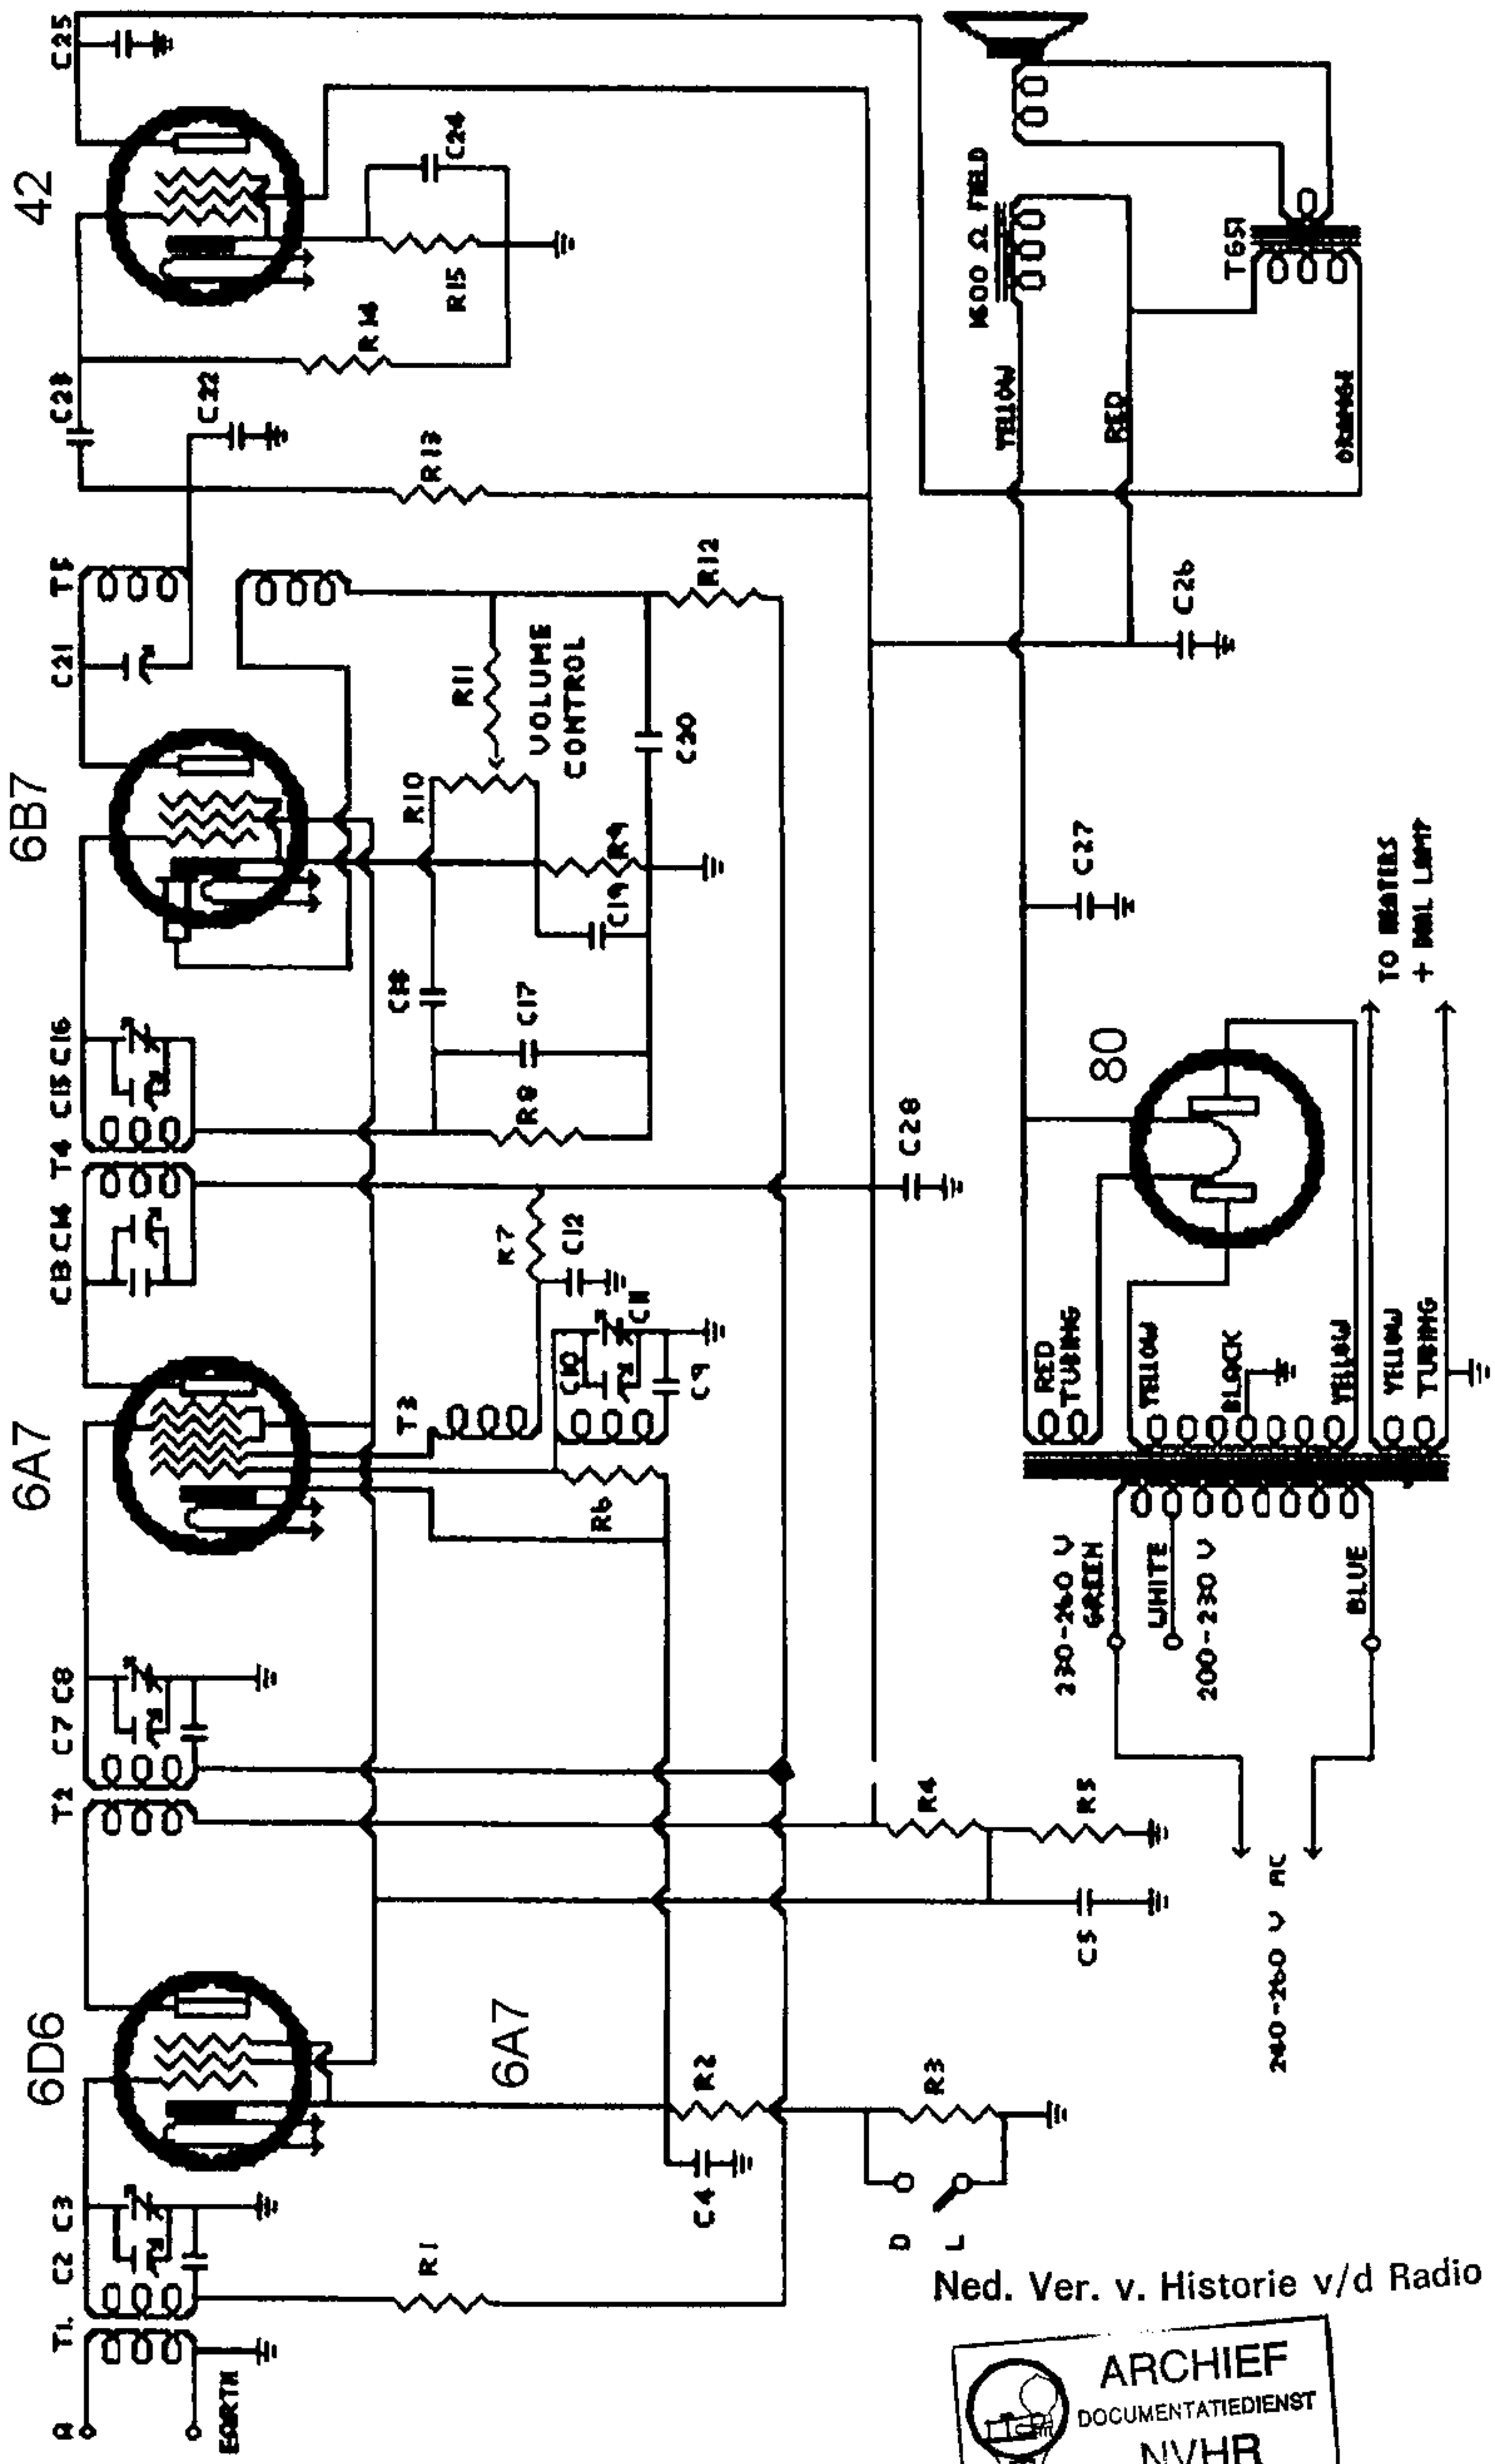 6D6
6A7
6B7
42
T1.
C2
C3
T2
C7
C8
C13
C14
T4
C15
C16
C21
T5
C23
C25
A
EARTH
C22
R14
C24
R15
R1
6A7
T3
R7
C12
C10
C11
C9
R6
C18
C17
R8
R10
R11
VOLUME
CONTROL
C19
R9
C20
R12
R13
C4
R2
R3
D
L
C5
R4
R5
C28
C26
C27
1600 Ω FIELD
YELLOW
RED
ORANGE
T651
80
RED
TUBING
YELLOW
BLACK
YELLOW
YELLOW
TUBING
TO HEATERS
+ DIAL LAMP
230-260 V
GREEN
WHITE
200-230 V
BLUE
240-260 V AC
Ned. Ver. v. Historie v/d Radio
ARCHIEF
DOCUMENTATIEDIENST
NVHR